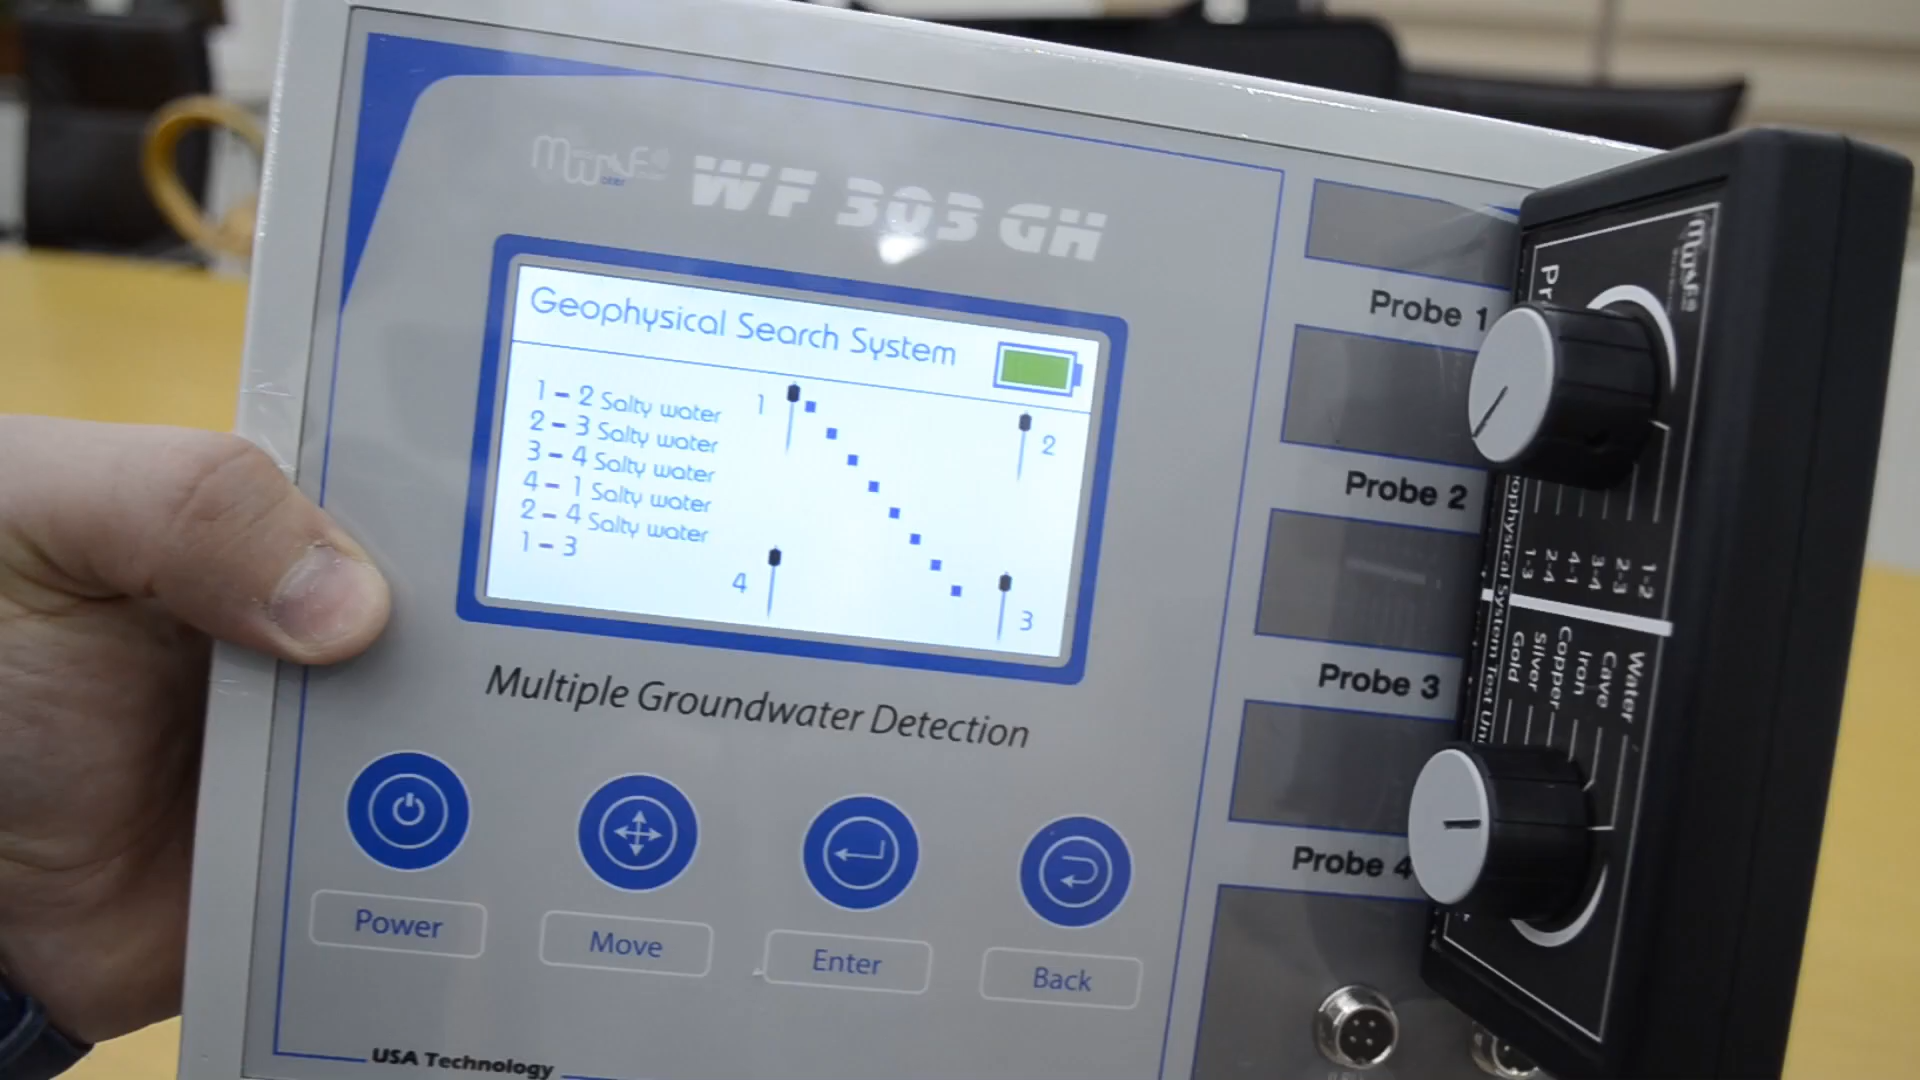 WF 303 GH
Geophysical Search System
1 - 2 Salty water
2 - 3 Salty water
3 - 4 Salty water
4 - 1 Salty water
2 - 4 Salty water
1 - 3
1
2
3
4
Multiple Groundwater Detection
Power
Move
Enter
Back
USA Technology
Probe 1
Probe 2
Probe 3
Probe 4
1-2
2-3
3-4
4-1
2-4
1-3
Water
Cave
Iron
Copper
Silver
Gold
System Test